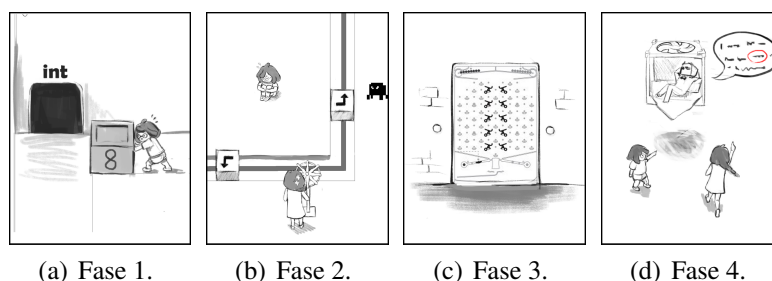 int
8
(a) Fase 1.
(b) Fase 2.
(c) Fase 3.
(d) Fase 4.